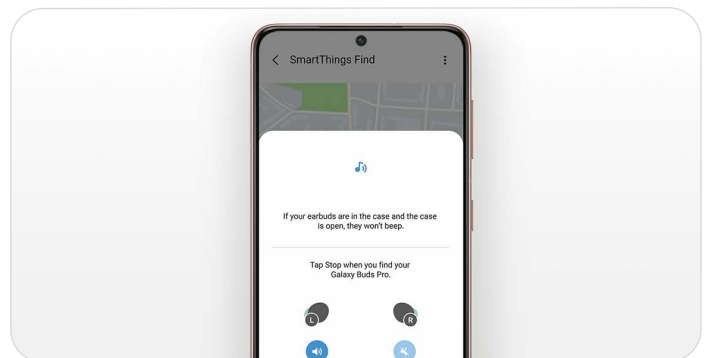 SmartThings Find
If your earbuds are in the case and the case
is open, they won't beep.
Tap Stop when you find your
Galaxy Buds Pro.
L
R